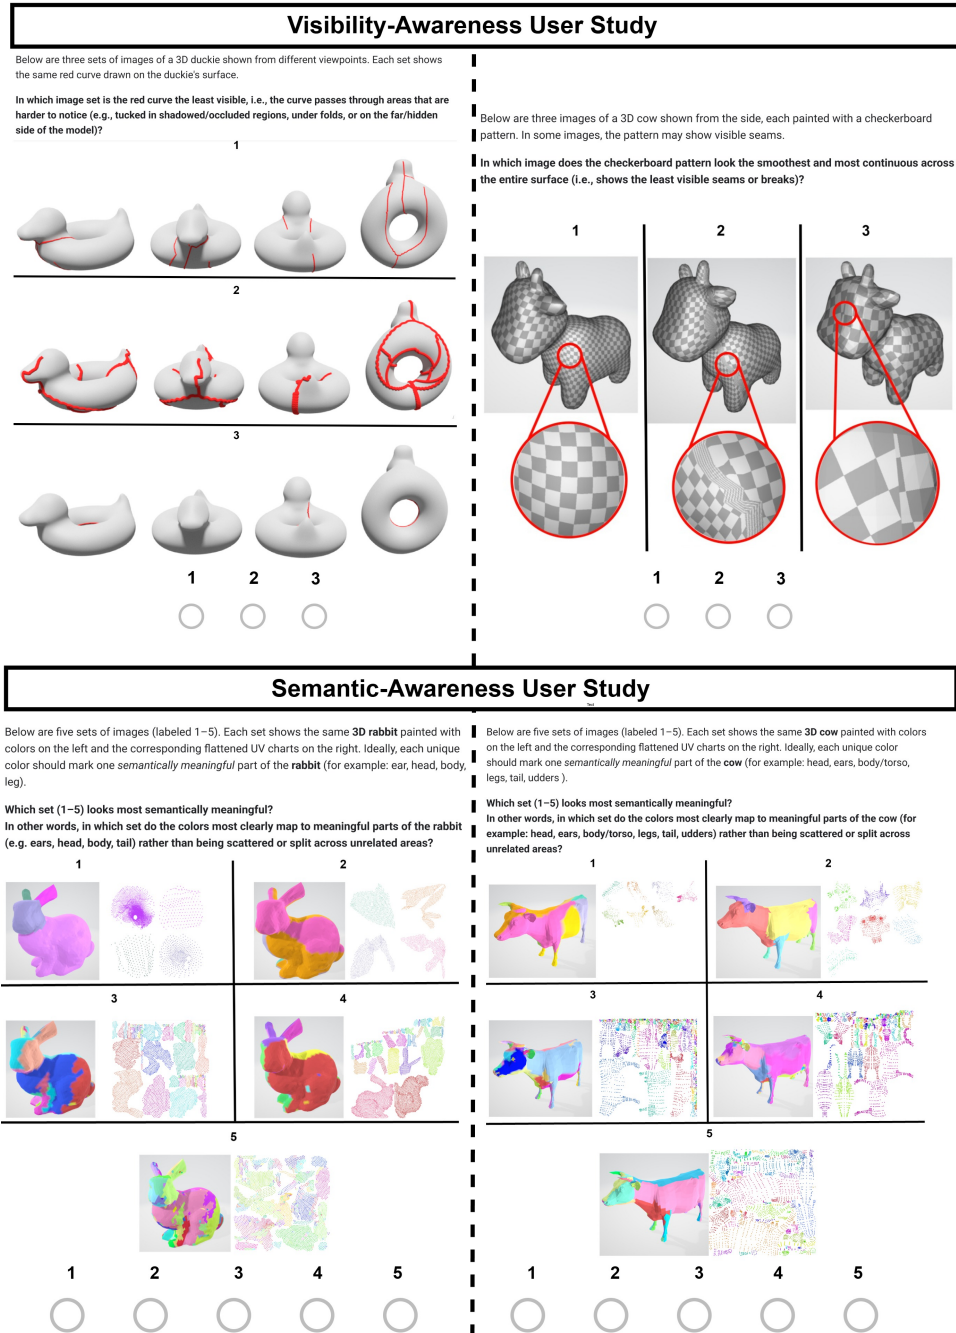 Visibility-Awareness User Study
Below are three sets of images of a 3D duckie shown from different viewpoints. Each set shows
the same red curve drawn on the duckie's surface.
In which image set is the red curve the least visible, i.e., the curve passes through areas that are
harder to notice (e.g., tucked in shadowed/occluded regions, under folds, or on the far/hidden
side of the model)?
1
2
3
1 2 3
Below are three images of a 3D cow shown from the side, each painted with a checkerboard
pattern. In some images, the pattern may show visible seams.
In which image does the checkerboard pattern look the smoothest and most continuous across
the entire surface (i.e., shows the least visible seams or breaks)?
1 2 3
1 2 3
Semantic-Awareness User Study
Text
Below are five sets of images (labeled 1–5). Each set shows the same 3D rabbit painted with
colors on the left and the corresponding flattened UV charts on the right. Ideally, each unique
color should mark one semantically meaningful part of the rabbit (for example: ear, head, body,
leg).
Which set (1–5) looks most semantically meaningful?
In other words, in which set do the colors most clearly map to meaningful parts of the rabbit
(e.g. ears, head, body, tail) rather than being scattered or split across unrelated areas?
1 2
3 4
5
1 2 3 4 5
Below are five sets of images (labeled 1–5). Each set shows the same 3D cow painted with colors
on the left and the corresponding flattened UV charts on the right. Ideally, each unique color
should mark one semantically meaningful part of the cow (for example: head, ears, body/torso,
legs, tail, udders ).
Which set (1–5) looks most semantically meaningful?
In other words, in which set do the colors most clearly map to meaningful parts of the cow (for
example: head, ears, body/torso, legs, tail, udders) rather than being scattered or split across
unrelated areas?
1 2
3 4
5
1 2 3 4 5